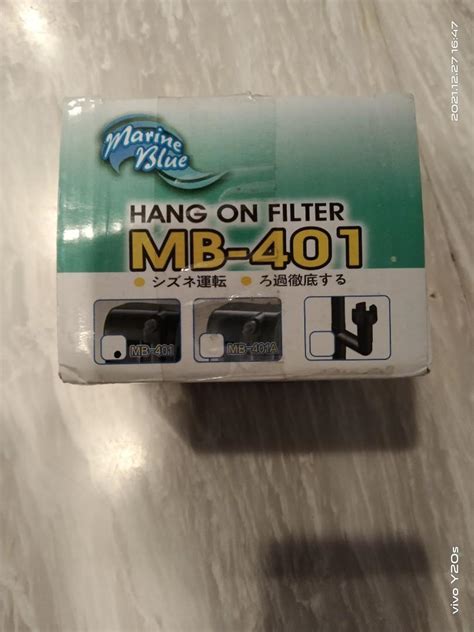 Marine
Blue
HANG ON FILTER
MB-401
シズネ運転 ろ過徹底する
MB-401 MB-401A
2021.12.27 16:47
vivo Y20s